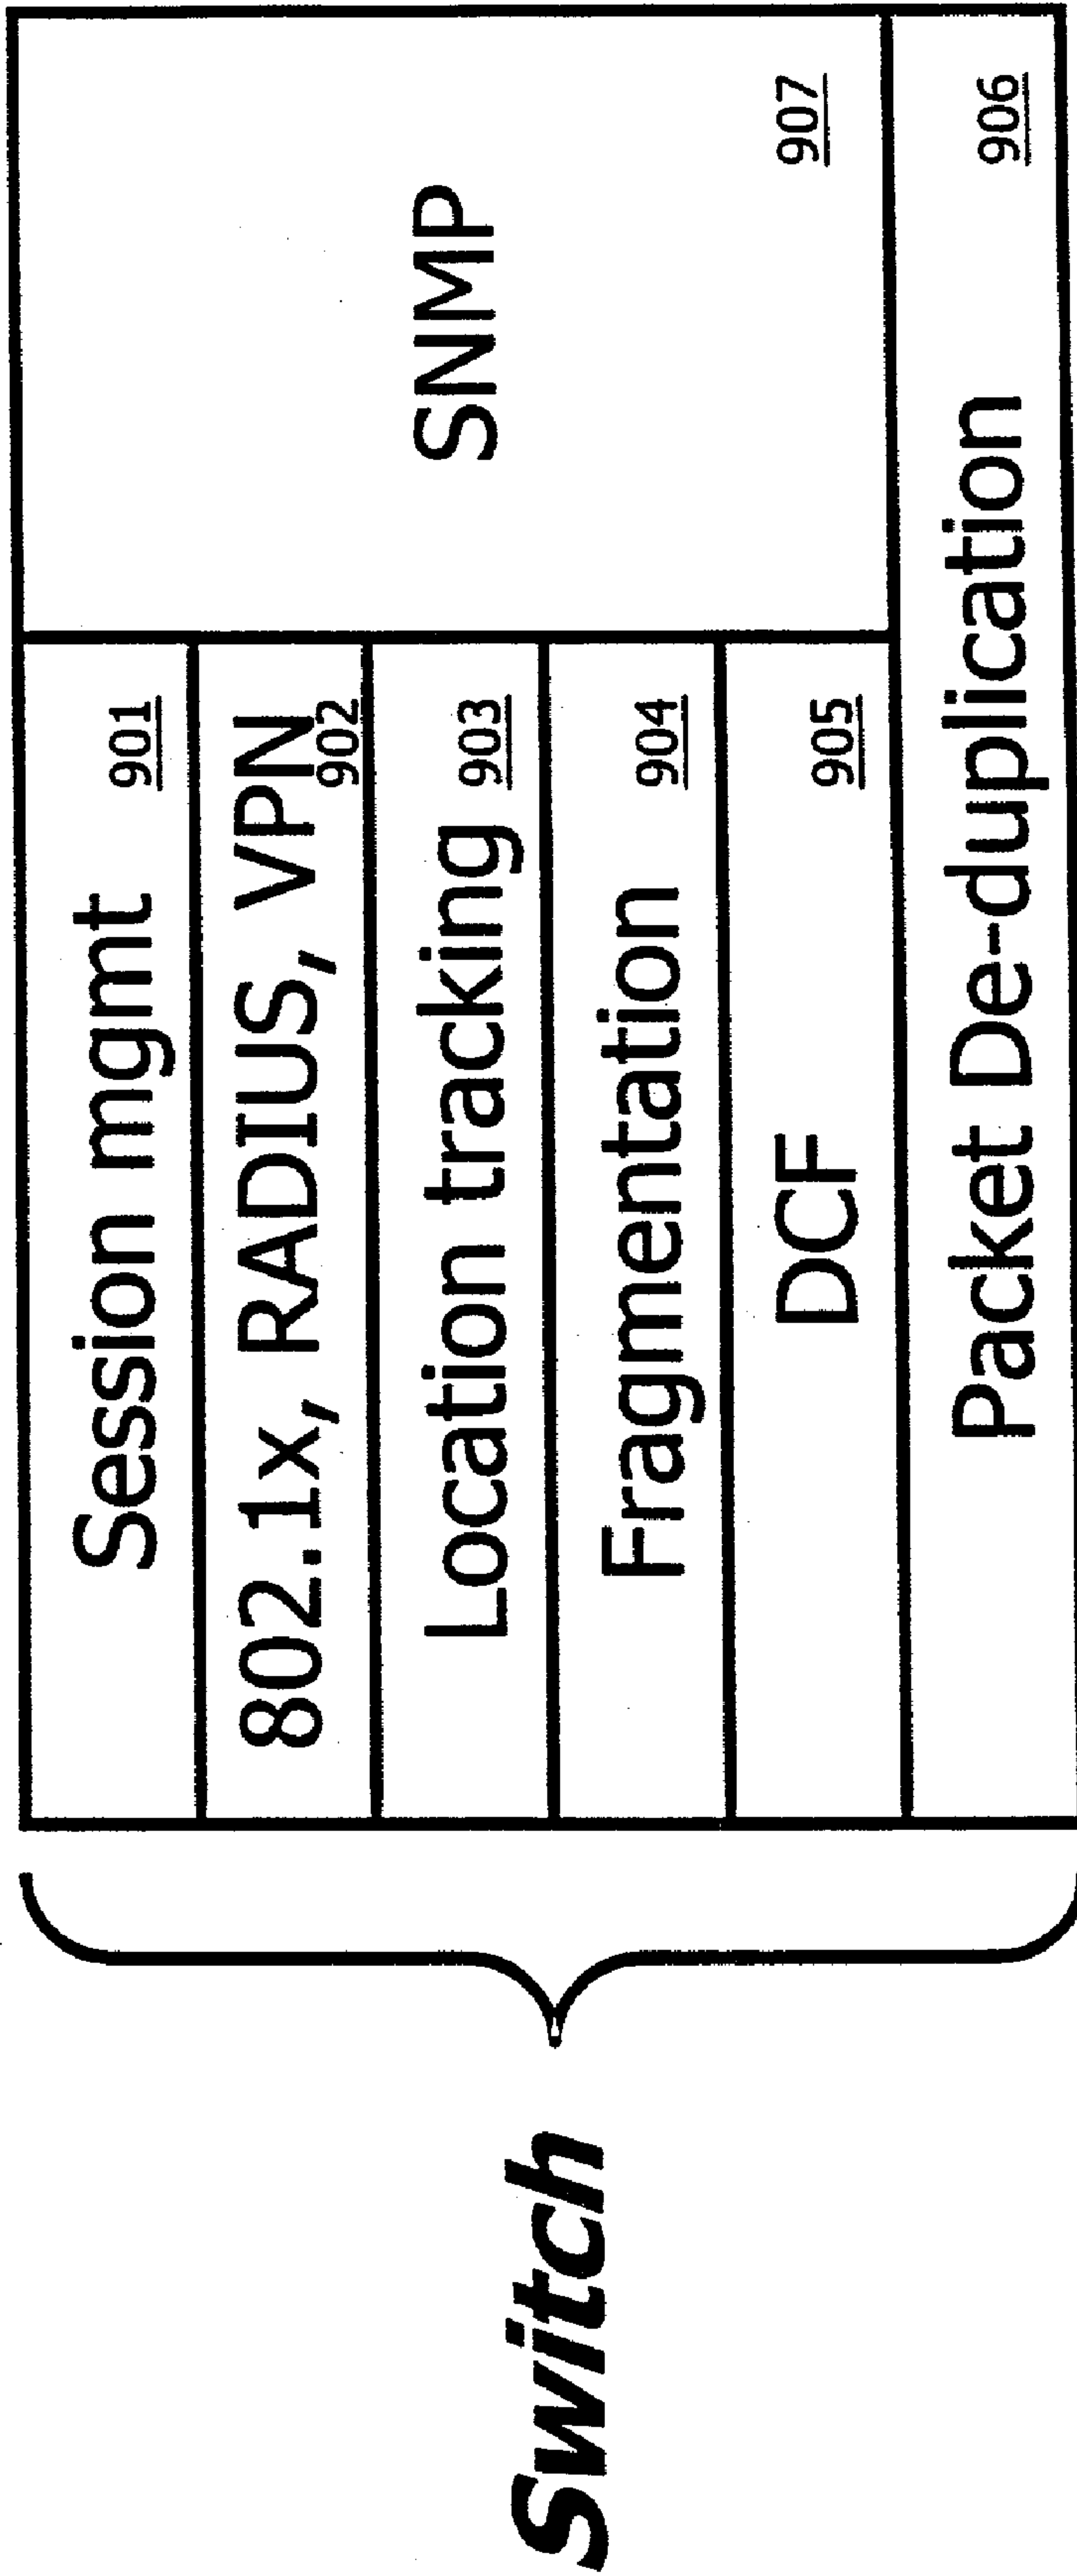 Switch
Session mgmt
901
802.1x, RADIUS, VPN
902
Location tracking
903
Fragmentation
904
DCF
905
SNMP
907
Packet De-duplication
906